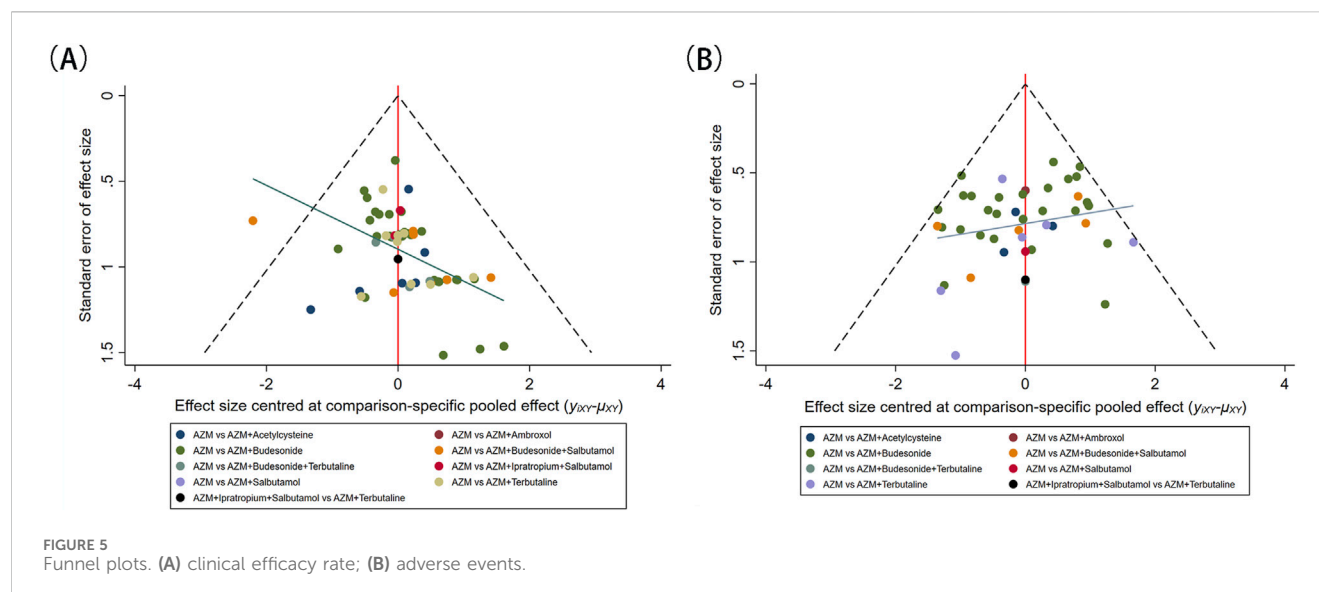 (A)
0
.5
1
1.5
Standard error of effect size
-4
-2
0
2
4
Effect size centred at comparison-specific pooled effect (yiXY-μXY)
AZM vs AZM+Acetylcysteine
AZM vs AZM+Ambroxol
AZM vs AZM+Budesonide
AZM vs AZM+Budesonide+Salbutamol
AZM vs AZM+Budesonide+Terbutaline
AZM vs AZM+Ipratropium+Salbutamol
AZM vs AZM+Salbutamol
AZM vs AZM+Terbutaline
AZM+Ipratropium+Salbutamol vs AZM+Terbutaline
(B)
0
.5
1
1.5
Standard error of effect size
-4
-2
0
2
4
Effect size centred at comparison-specific pooled effect (yiXY-μXY)
AZM vs AZM+Acetylcysteine
AZM vs AZM+Ambroxol
AZM vs AZM+Budesonide
AZM vs AZM+Budesonide+Salbutamol
AZM vs AZM+Budesonide+Terbutaline
AZM vs AZM+Salbutamol
AZM vs AZM+Terbutaline
AZM+Ipratropium+Salbutamol vs AZM+Terbutaline
FIGURE 5
Funnel plots. (A) clinical efficacy rate; (B) adverse events.